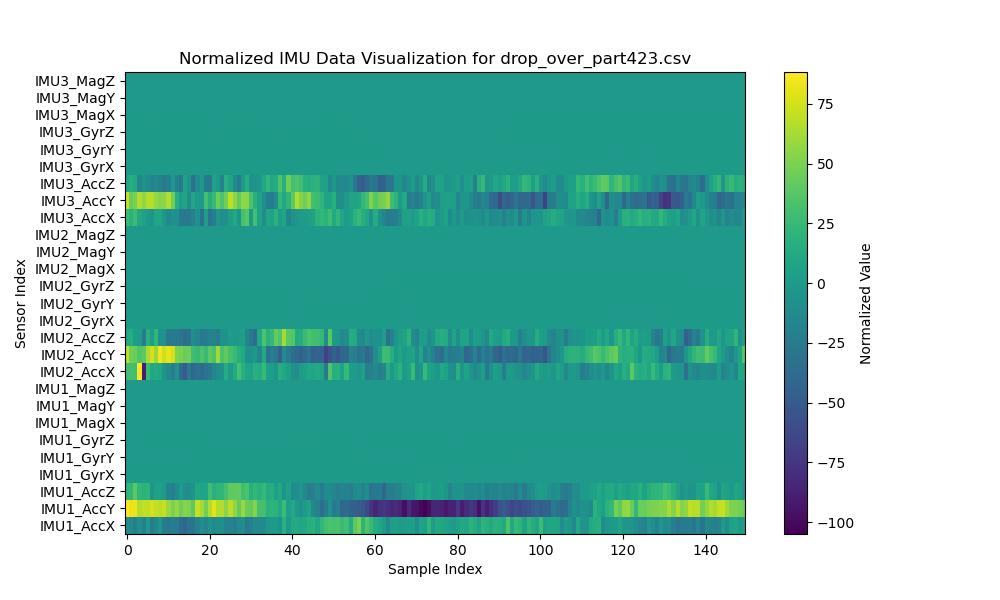 Normalized IMU Data Visualization for drop_over_part423.csv
IMU3_MagZ
IMU3_MagY
IMU3_MagX
IMU3_GyrZ
IMU3_GyrY
IMU3_GyrX
IMU3_AccZ
IMU3_AccY
IMU3_AccX
IMU2_MagZ
IMU2_MagY
IMU2_MagX
IMU2_GyrZ
IMU2_GyrY
IMU2_GyrX
IMU2_AccZ
IMU2_AccY
IMU2_AccX
IMU1_MagZ
IMU1_MagY
IMU1_MagX
IMU1_GyrZ
IMU1_GyrY
IMU1_GyrX
IMU1_AccZ
IMU1_AccY
IMU1_AccX
Sensor Index
0 20 40 60 80 100 120 140
Sample Index
75
50
25
0
−25
−50
−75
−100
Normalized Value